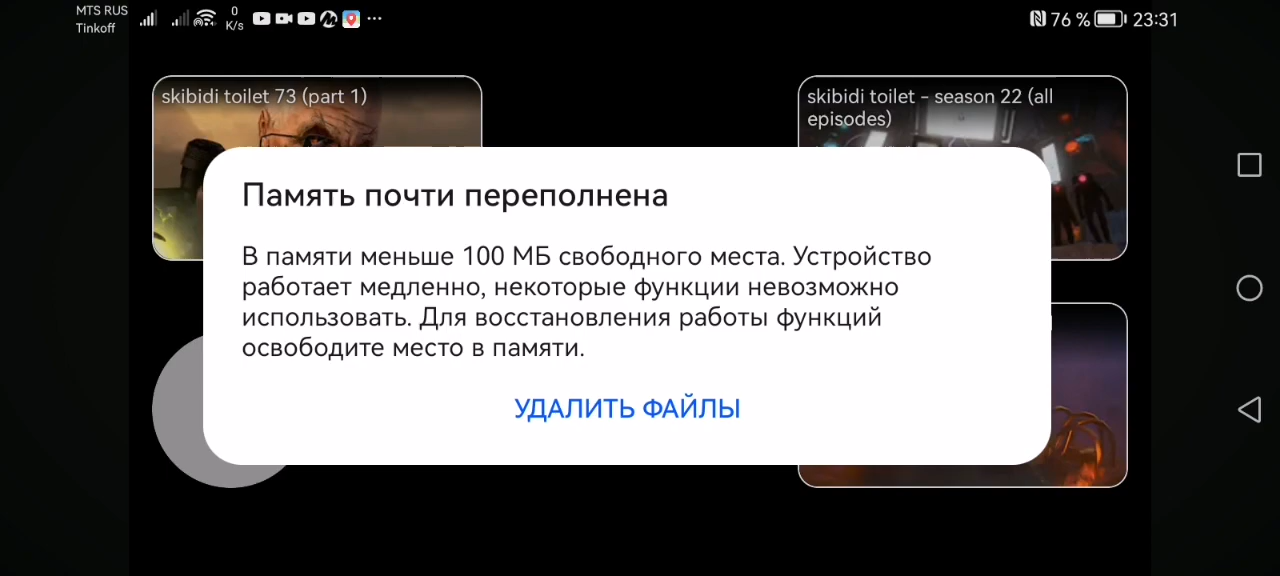 MTS RUS
Tinkoff
0
K/s
76 %
23:31
skibidi toilet 73 (part 1)
skibidi toilet – season 22 (all
episodes)
Память почти переполнена
В памяти меньше 100 МБ свободного места. Устройство
работает медленно, некоторые функции невозможно
использовать. Для восстановления работы функций
освободите место в памяти.
УДАЛИТЬ ФАЙЛЫ